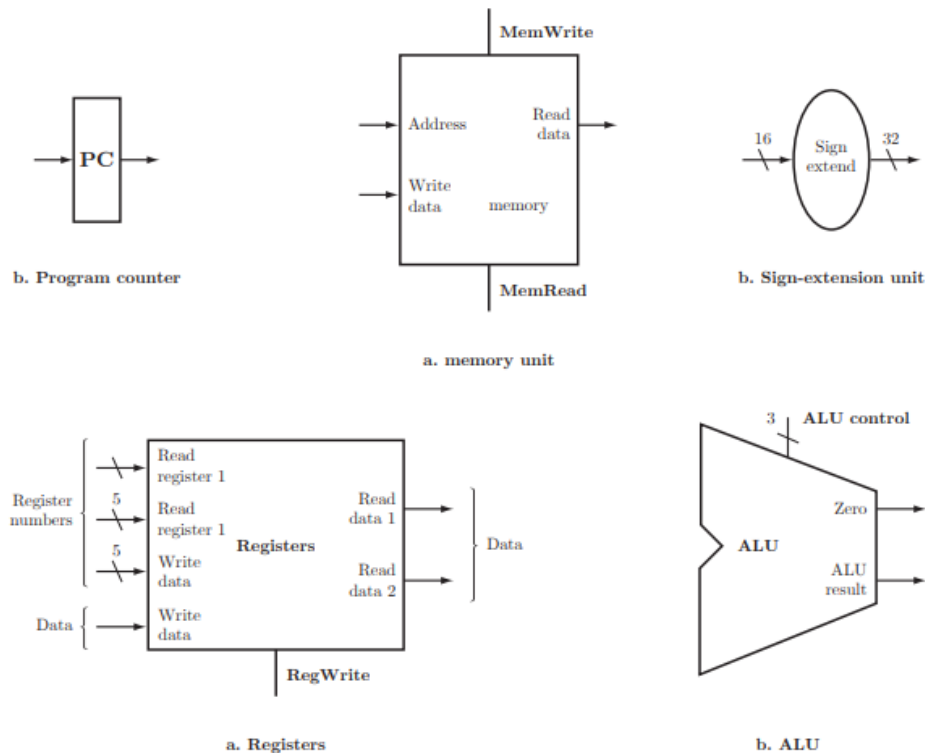 MemWrite
PC
Address
Read
data
Write
data
memory
MemRead
16
Sign
extend
32
b. Program counter
b. Sign-extension unit
a. memory unit
Register
numbers
Read
register 1
5
Read
register 1
5
Write
data
Data
Write
data
Registers
Read
data 1
Read
data 2
Data
RegWrite
3
ALU control
Zero
ALU
ALU
result
a. Registers
b. ALU